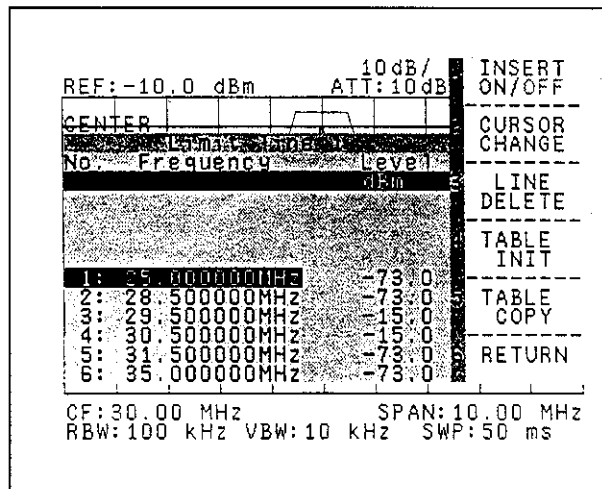 10dB/
REF:-10.0 dBm ATT:10dB
CENTER
Limit Line 1
No. Frequency Level
dBm
1: 25.000000MHz -73.0
2: 28.500000MHz -73.0
3: 29.500000MHz -15.0
4: 30.500000MHz -15.0
5: 31.500000MHz -73.0
6: 35.000000MHz -73.0
CF:30.00 MHz SPAN:10.00 MHz
RBW:100 kHz VBW:10 kHz SWP:50 ms
INSERT
ON/OFF
CURSOR
CHANGE
LINE
DELETE
TABLE
INIT
TABLE
COPY
RETURN